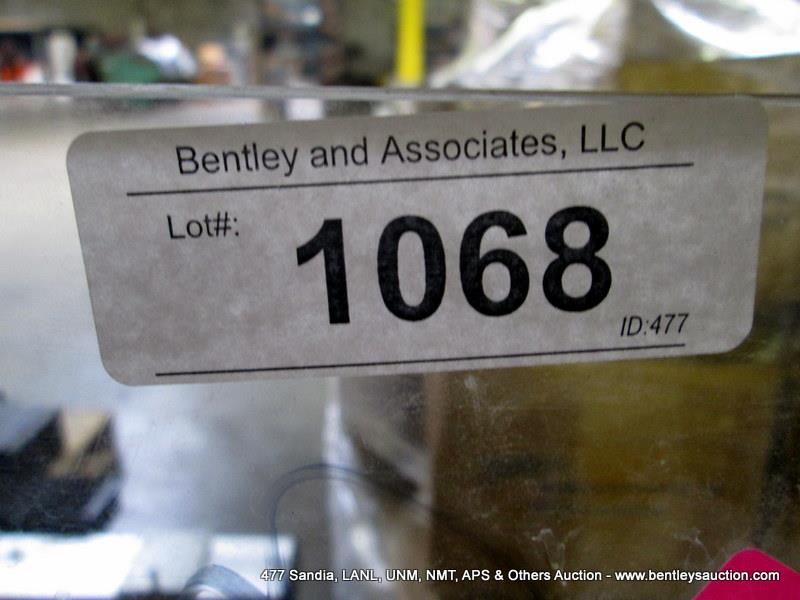 Bentley and Associates, LLC
Lot#: 1068
ID:477
477 Sandia, LANL, UNM, NMT, APS & Others Auction - www.bentleysauction.com